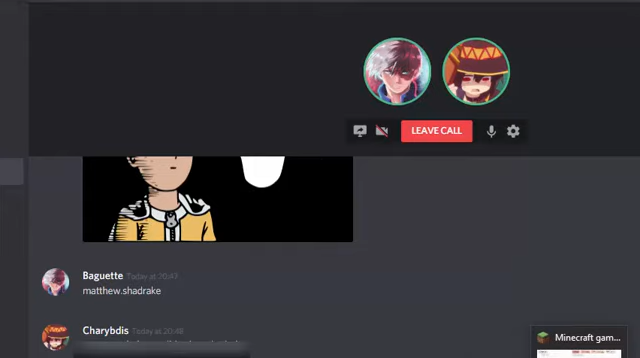 LEAVE CALL
Baguette Today at 20:47
matthew.shadrake
Charybdis Today at 20:48
Minecraft gam...